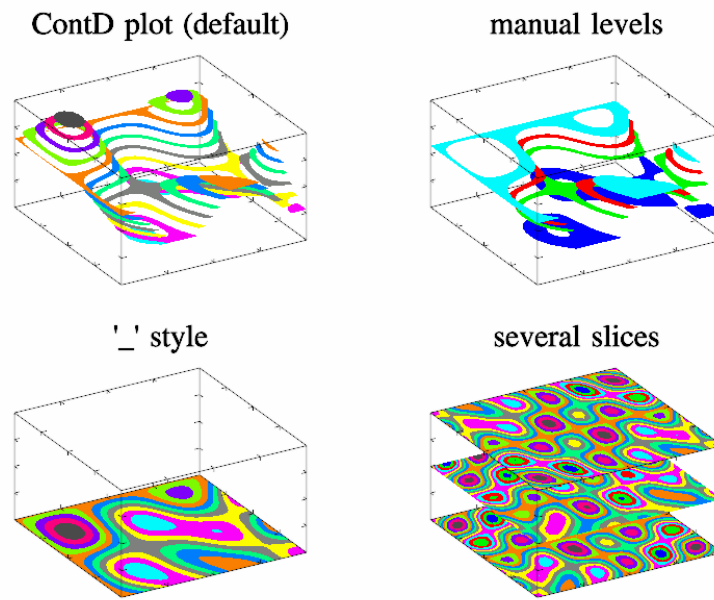 ContD plot (default)
manual levels
'_' style
several slices